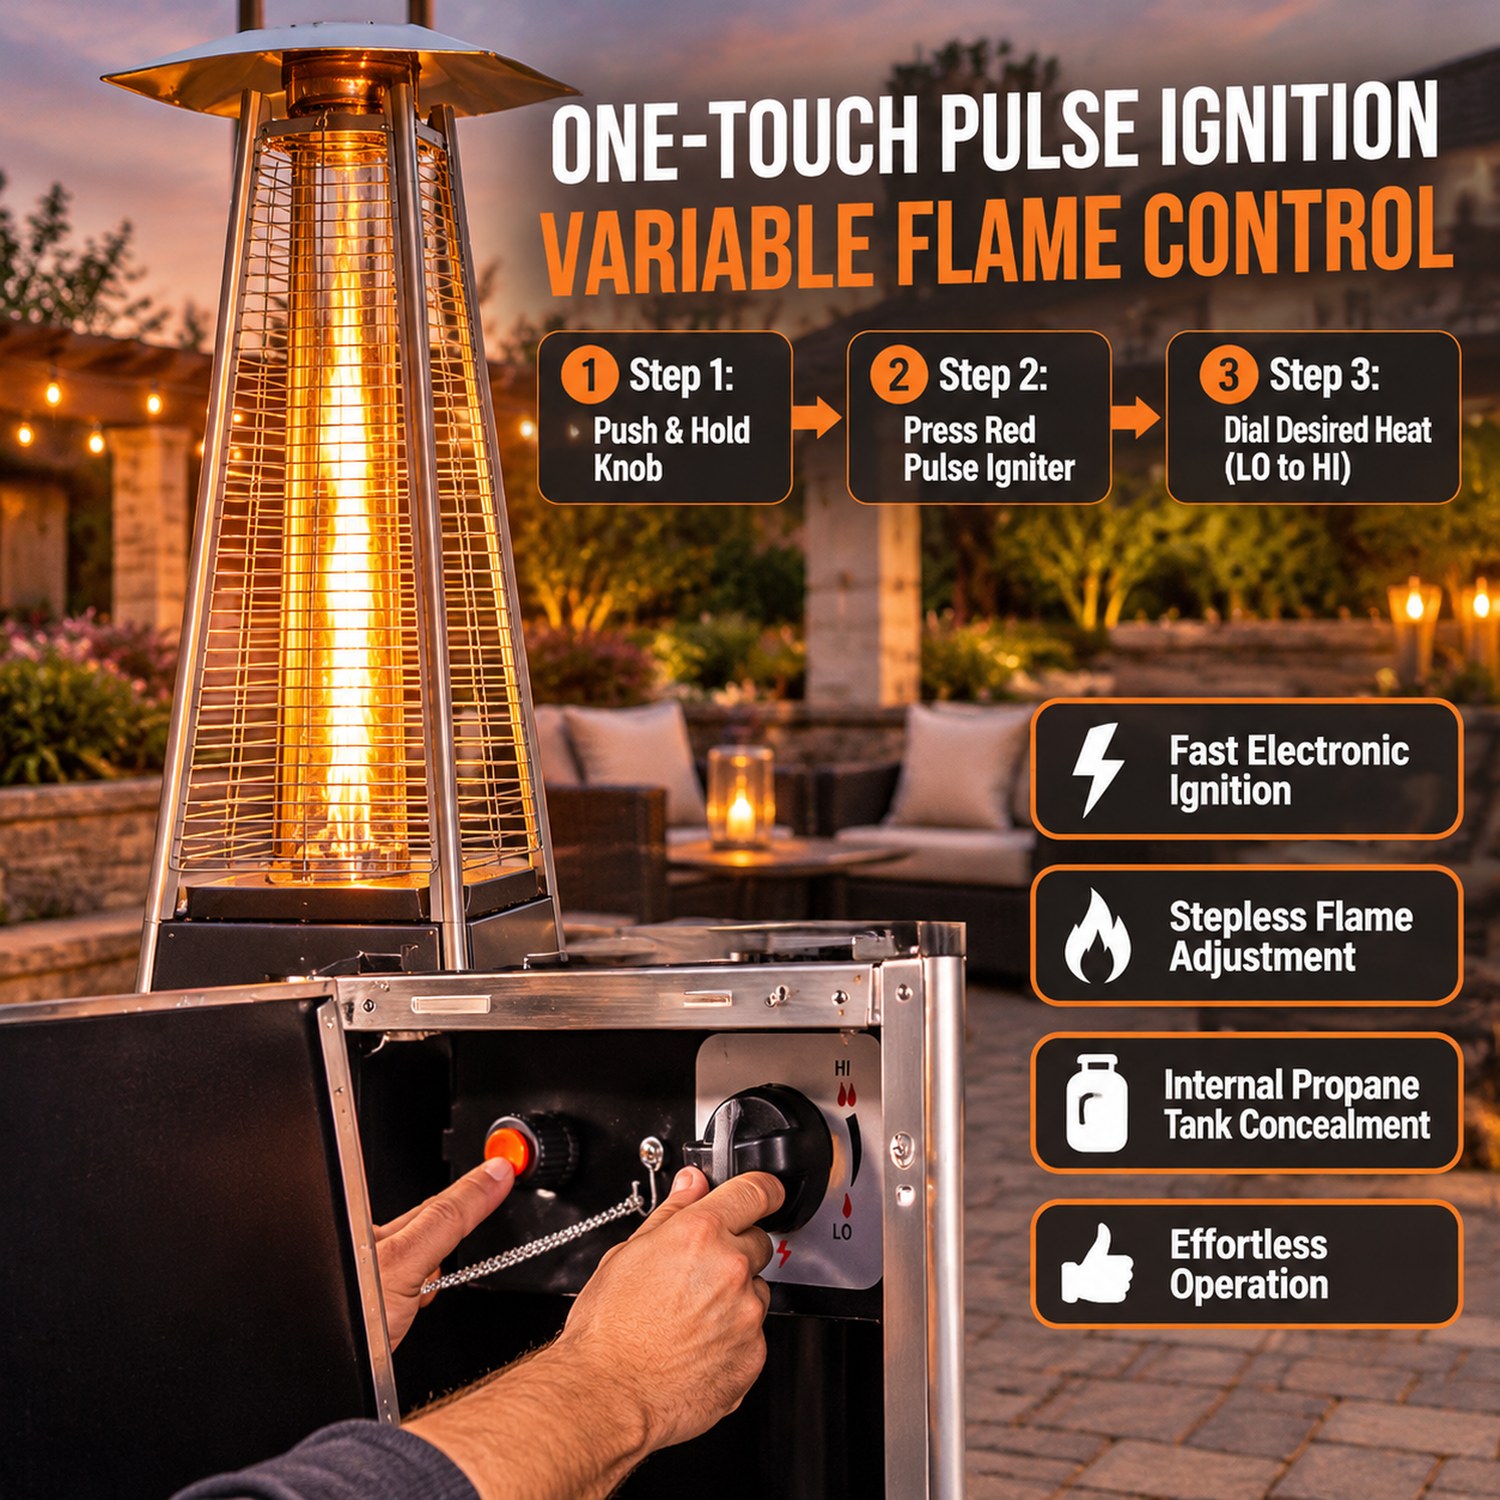 ONE-TOUCH PULSE IGNITION
VARIABLE FLAME CONTROL
1 Step 1:
Push & Hold
Knob
2 Step 2:
Press Red
Pulse Igniter
3 Step 3:
Dial Desired Heat
(LO to HI)
Fast Electronic
Ignition
Stepless Flame
Adjustment
Internal Propane
Tank Concealment
Effortless
Operation
HI
LO